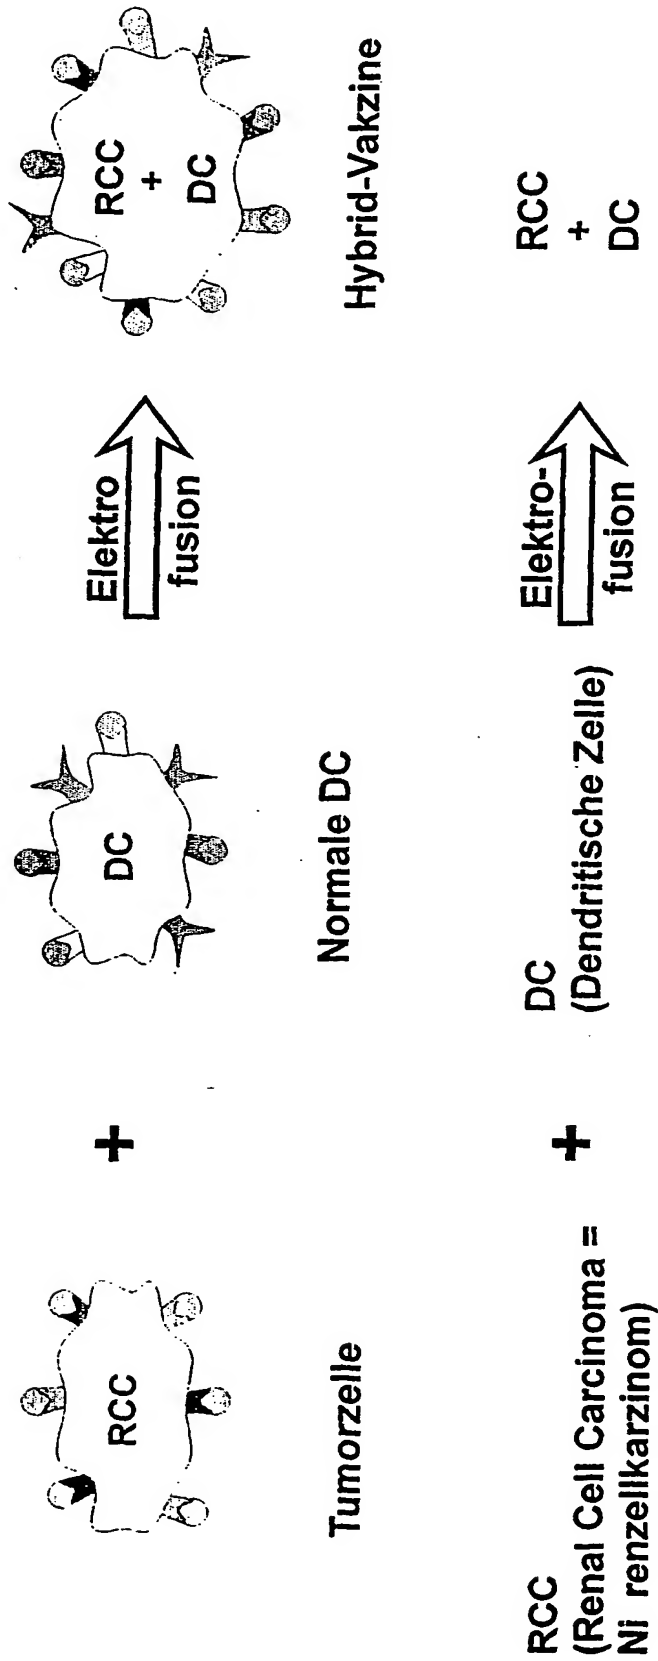 RCC
+
DC
Elektro
fusion
RCC
+
DC
Tumorzelle
Normale DC
Hybrid-Vakzine
RCC
(Renal Cell Carcinoma =
Ni renzellkarzinom)
+
DC
(Dendritische Zelle)
Elektro-
fusion
RCC
+
DC